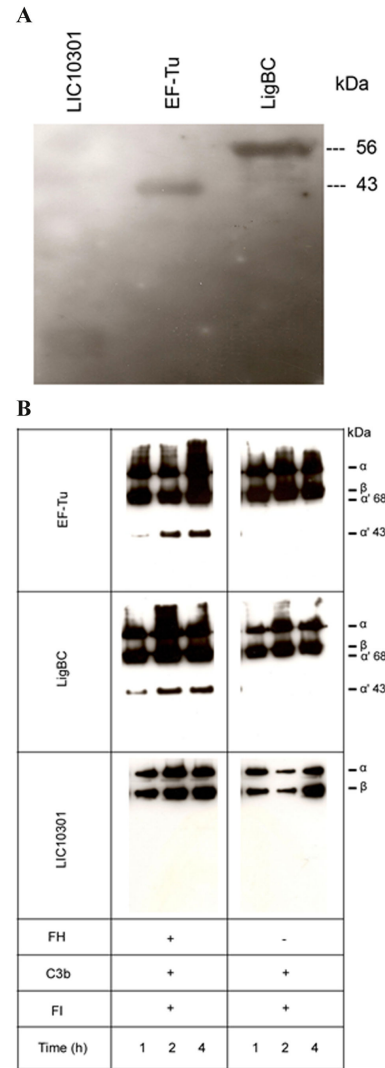 A
LIC10301
EF-Tu
LigBC
kDa
--- 56
--- 43
B
kDa
EF-Tu
α
β
α' 68
α' 43
LigBC
α
β
α' 68
α' 43
LIC10301
α
β
FH + -
C3b + +
FI + +
Time (h) 1 2 4 1 2 4